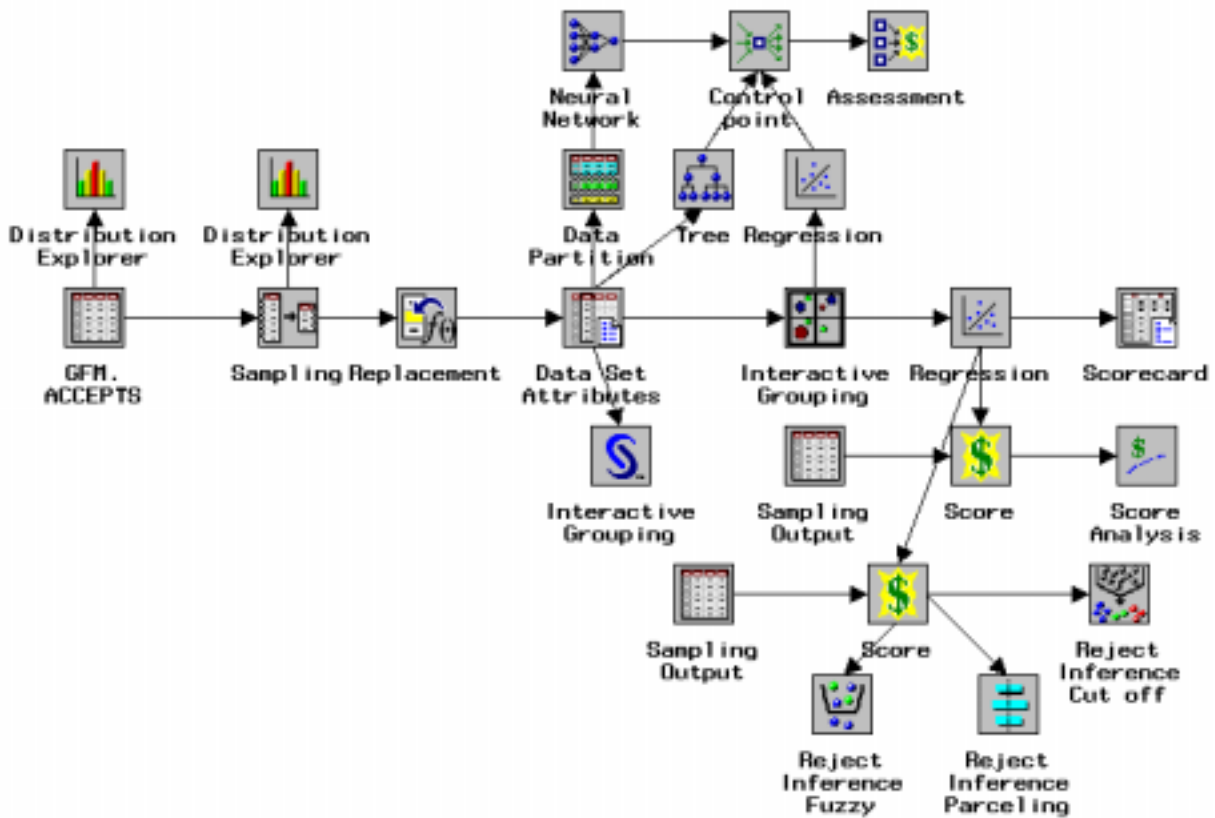 Neural
Network
Control
point
Assessment
Distribution
Explorer
Distribution
Explorer
Data
Partition
Tree
Regression
GFM.
ACCEPTS
Sampling
Replacement
Data Set
Attributes
Interactive
Grouping
Regression
Scorecard
Interactive
Grouping
Sampling
Output
Score
Score
Analysis
Sampling
Output
Score
Reject
Inference
Cut off
Reject
Inference
Fuzzy
Reject
Inference
Parceling